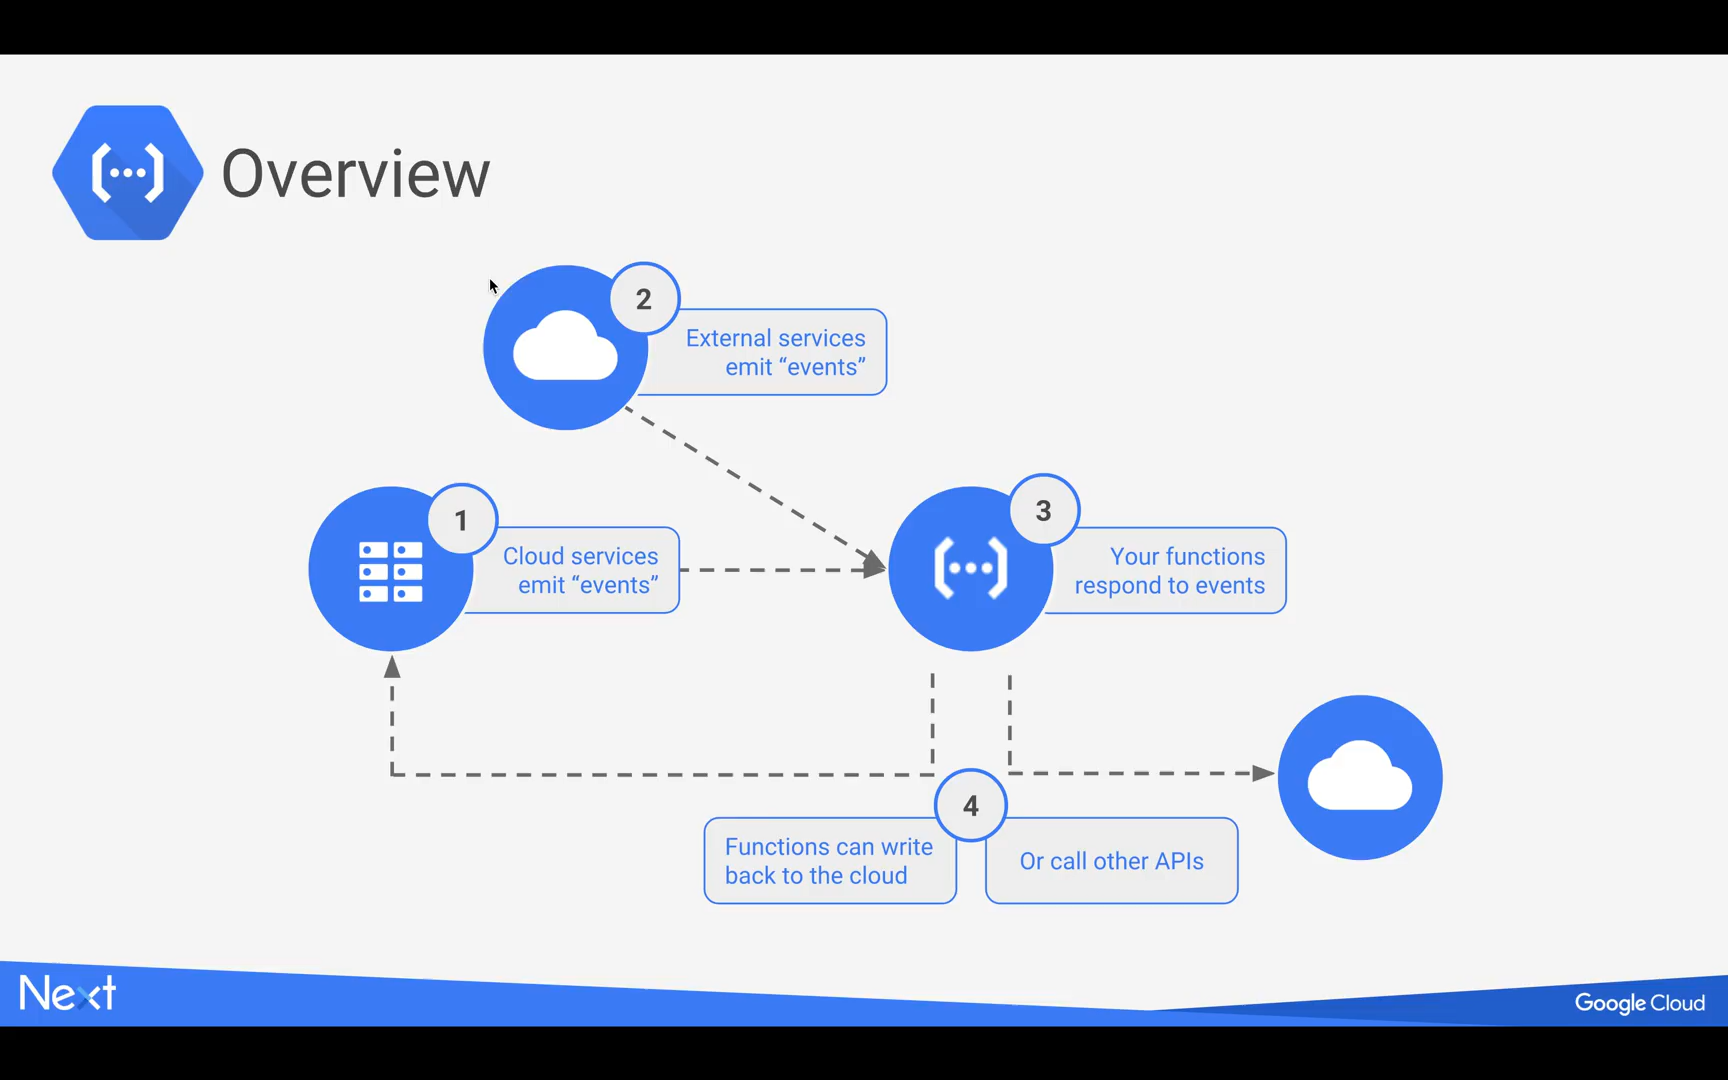 Overview
2
External services
emit “events”
1
Cloud services
emit “events”
3
Your functions
respond to events
4
Functions can write
back to the cloud
Or call other APIs
Next
Google Cloud